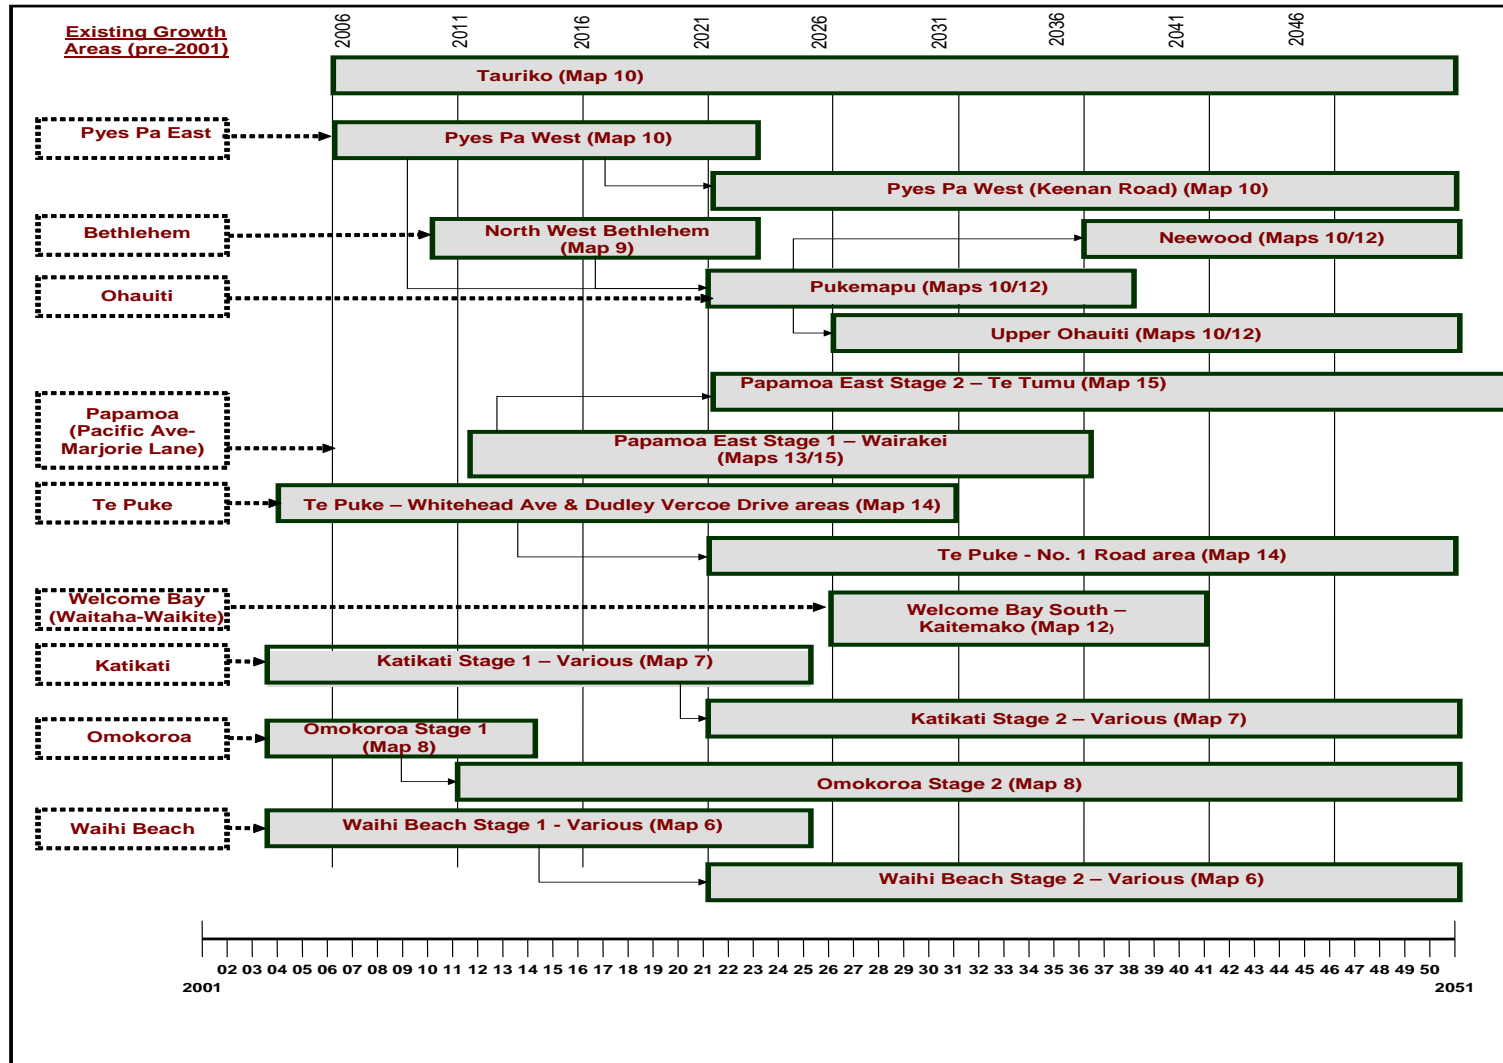 Existing Growth
Areas (pre-2001)
2006
2011
2016
2021
2026
2031
2036
2041
2046
Tauriko (Map 10)
Pyes Pa East
Pyes Pa West (Map 10)
Pyes Pa West (Keenan Road) (Map 10)
Bethlehem
North West Bethlehem
(Map 9)
Neewood (Maps 10/12)
Ohauiti
Pukemapu (Maps 10/12)
Upper Ohauiti (Maps 10/12)
Papamoa East Stage 2 – Te Tumu (Map 15)
Papamoa
(Pacific Ave-
Marjorie Lane)
Papamoa East Stage 1 – Wairakei
(Maps 13/15)
Te Puke
Te Puke – Whitehead Ave & Dudley Vercoe Drive areas (Map 14)
Te Puke - No. 1 Road area (Map 14)
Welcome Bay
(Waitaha-Waikite)
Welcome Bay South –
Kaitemako (Map 12)
Katikati
Katikati Stage 1 – Various (Map 7)
Katikati Stage 2 – Various (Map 7)
Omokoroa
Omokoroa Stage 1
(Map 8)
Omokoroa Stage 2 (Map 8)
Waihi Beach
Waihi Beach Stage 1 - Various (Map 6)
Waihi Beach Stage 2 – Various (Map 6)
02 03 04 05 06 07 08 09 10 11 12 13 14 15 16 17 18 19 20 21 22 23 24 25 26 27 28 29 30 31 32 33 34 35 36 37 38 39 40 41 42 43 44 45 46 47 48 49 50
2001 2051